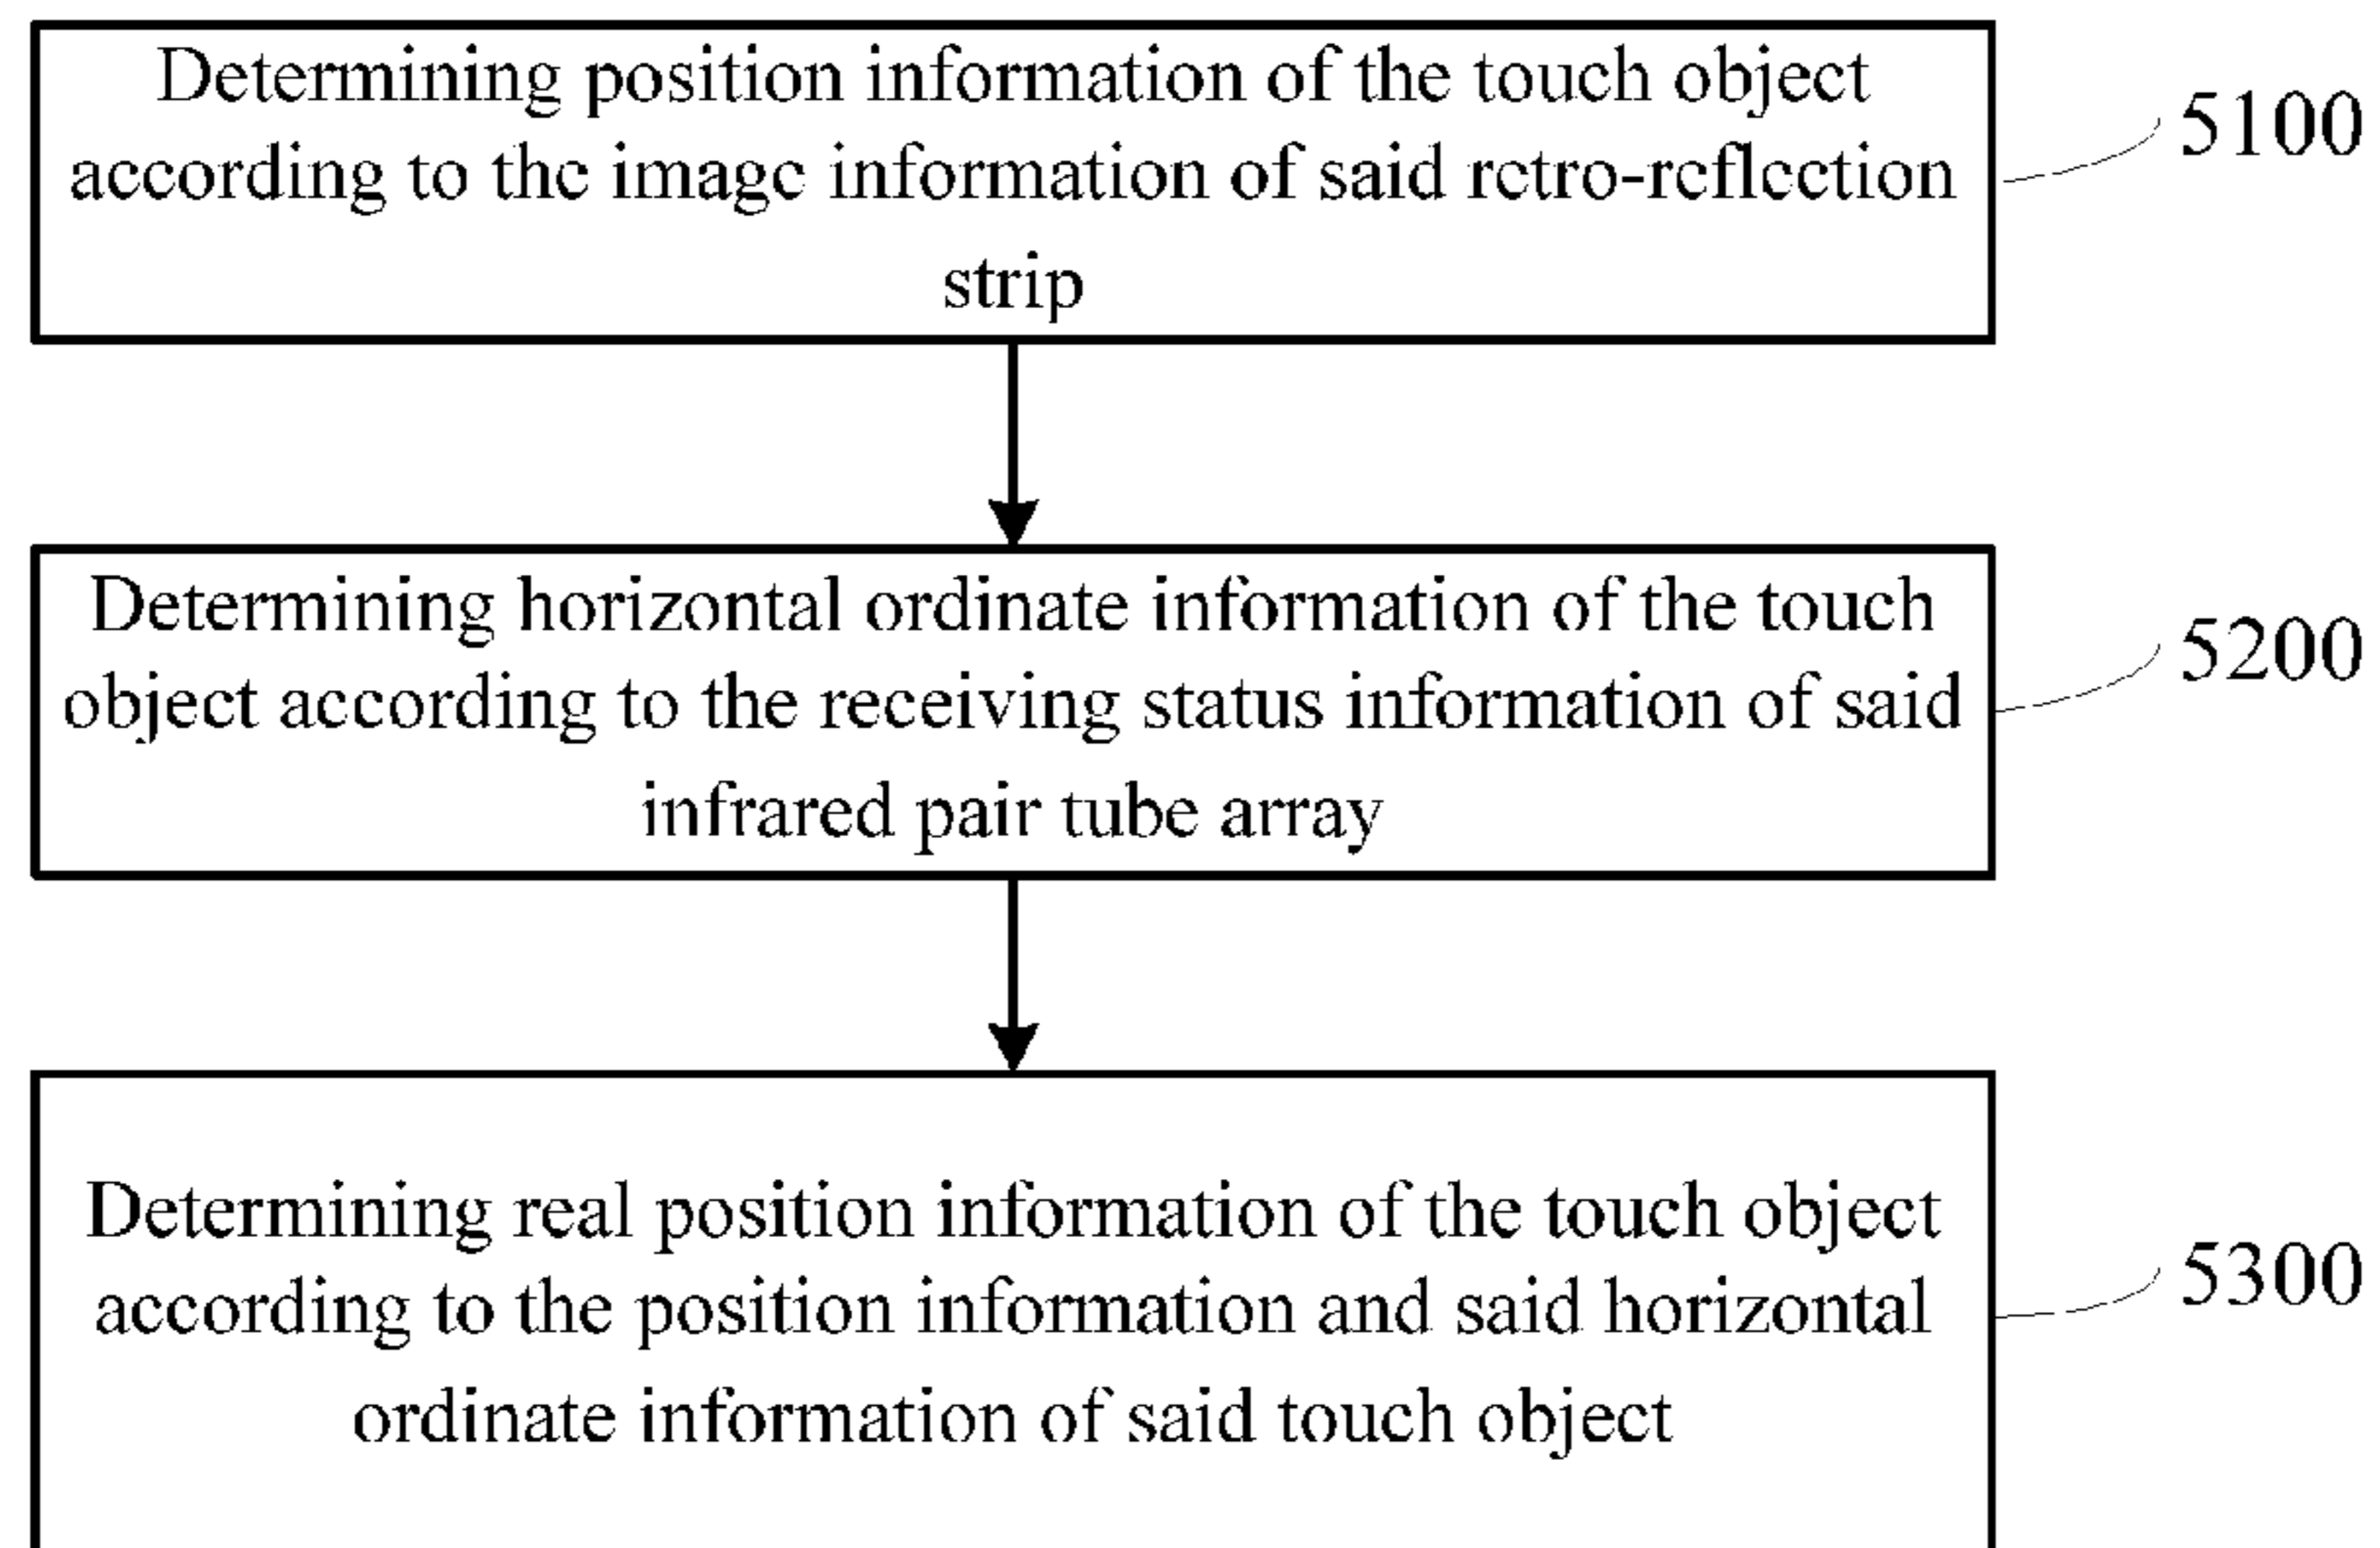 Determining position information of the touch object
according to the image information of said retro-reflection
strip
5100
Determining horizontal ordinate information of the touch
object according to the receiving status information of said
infrared pair tube array
5200
Determining real position information of the touch object
according to the position information and said horizontal
ordinate information of said touch object
5300